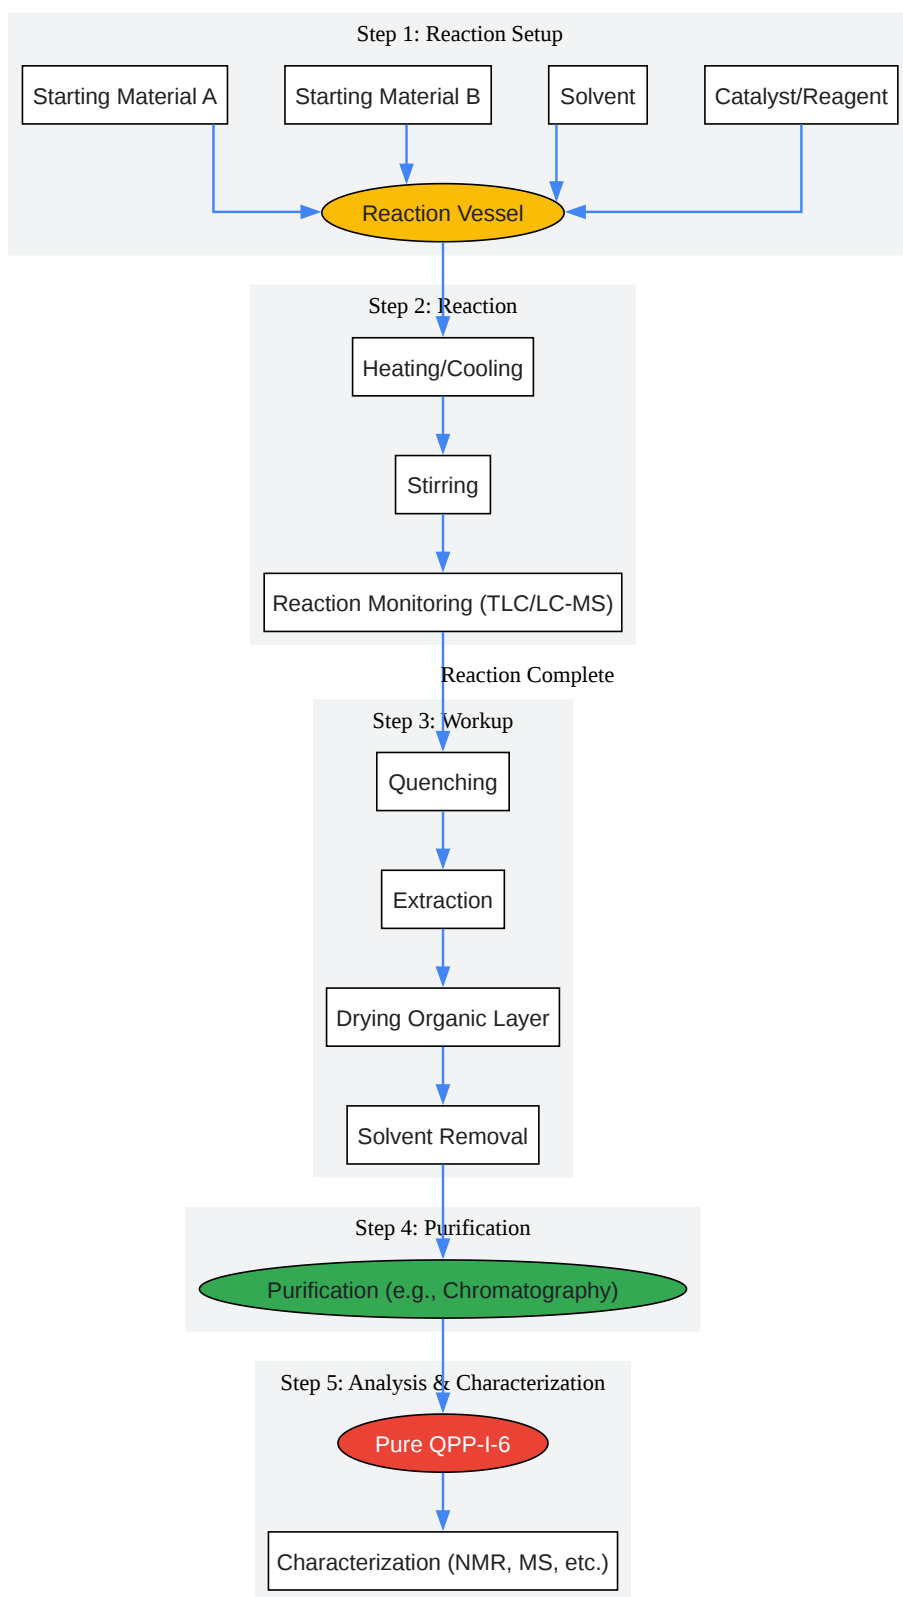 Step 1: Reaction Setup
Starting Material A
Starting Material B
Solvent
Catalyst/Reagent
Reaction Vessel
Step 2: Reaction
Heating/Cooling
Stirring
Reaction Monitoring (TLC/LC-MS)
Reaction Complete
Step 3: Workup
Quenching
Extraction
Drying Organic Layer
Solvent Removal
Step 4: Purification
Purification (e.g., Chromatography)
Step 5: Analysis & Characterization
Pure QPP-I-6
Characterization (NMR, MS, etc.)